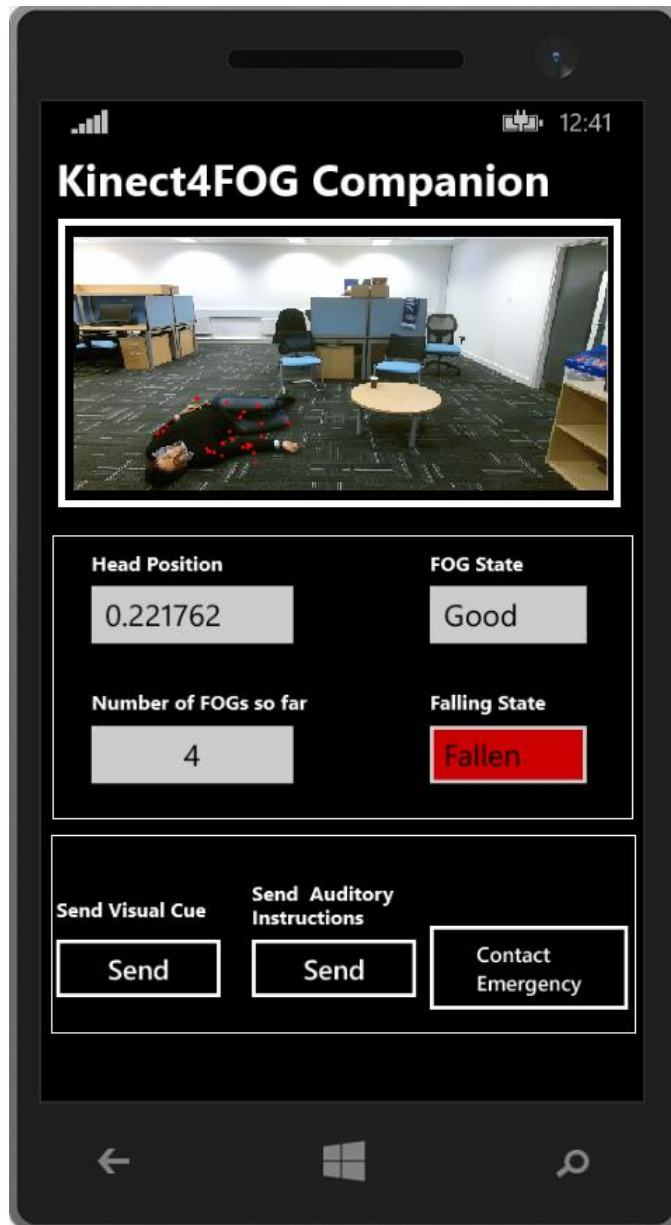 12:41
Kinect4FOG Companion
Head Position
FOG State
0.221762
Good
Number of FOGs so far
Falling State
4
Fallen
Send Visual Cue
Send  Auditory
Instructions
Send
Send
Contact
Emergency